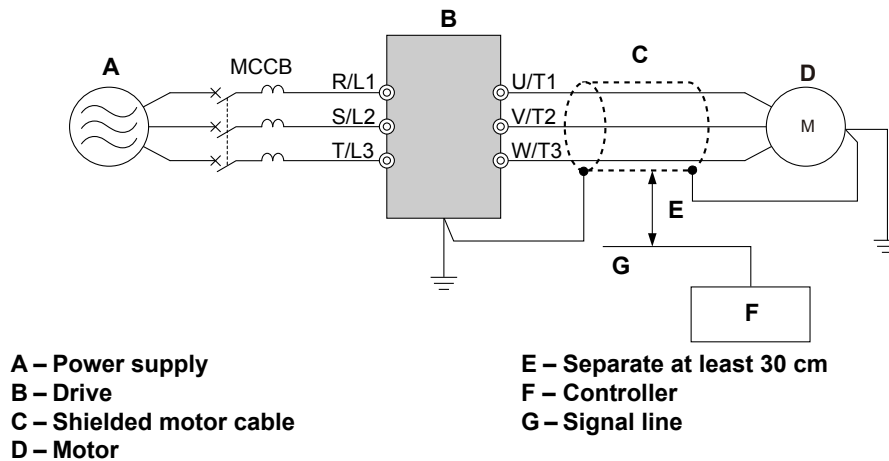 B
A
C
D
MCCB
R/L1
U/T1
S/L2
V/T2
M
T/L3
W/T3
E
G
F
A – Power supply
B – Drive
C – Shielded motor cable
D – Motor
E – Separate at least 30 cm
F – Controller
G – Signal line